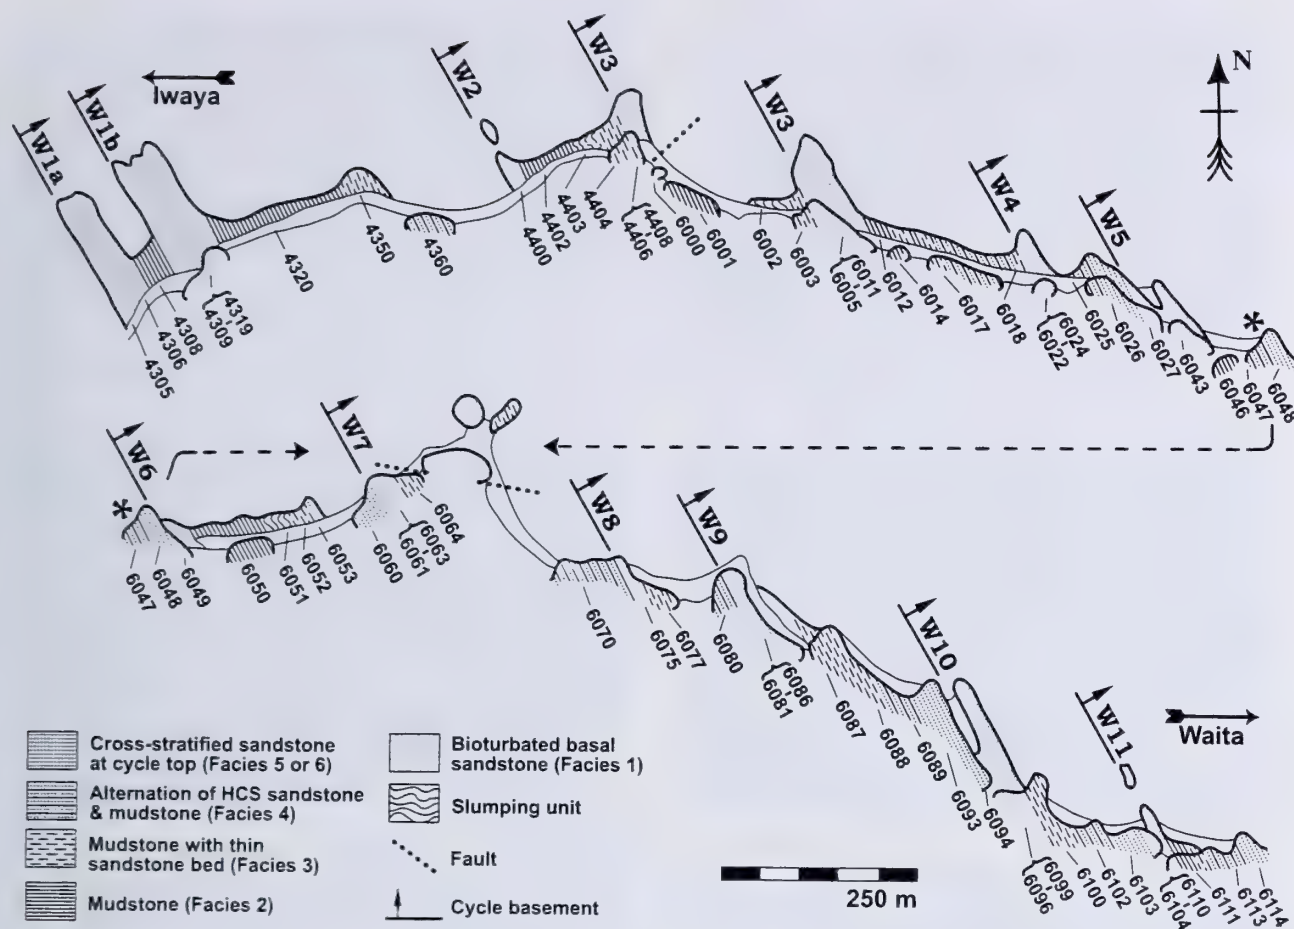 W1a
W1b
Iwaya
W2
W3
W3
W4
W5
N
4305
4306
4308
4309
4319
4320
4350
4360
4400
4402
4403
4404
4406
4408
6000
6001
6002
6003
6005
6011
6012
6014
6017
6018
6022
6024
6025
6026
6027
6043
6046
6047
6048
*
W6
W7
W8
W9
W10
W11
Waita
*
6047
6048
6049
6050
6051
6052
6053
6060
6061
6063
6064
6070
6075
6077
6080
6081
6086
6087
6088
6089
6093
6094
6096
6099
6100
6102
6103
6104
6110
6111
6113
6114
Cross-stratified sandstone
at cycle top (Facies 5 or 6)
Alternation of HCS sandstone
& mudstone (Facies 4)
Mudstone with thin
sandstone bed (Facies 3)
Mudstone (Facies 2)
Bioturbated basal
sandstone (Facies 1)
Slumping unit
Fault
Cycle basement
250 m